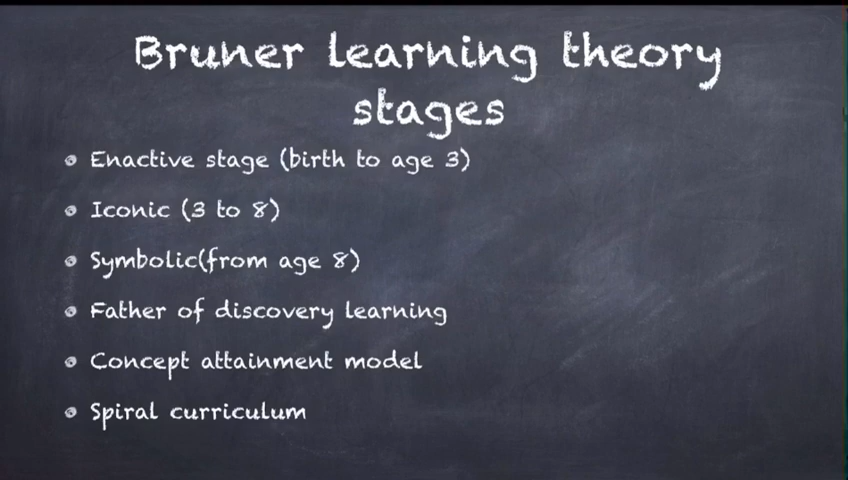 Bruner learning theory
stages
Enactive stage (birth to age 3)
Iconic (3 to 8)
Symbolic(from age 8)
Father of discovery learning
Concept attainment model
Spiral curriculum